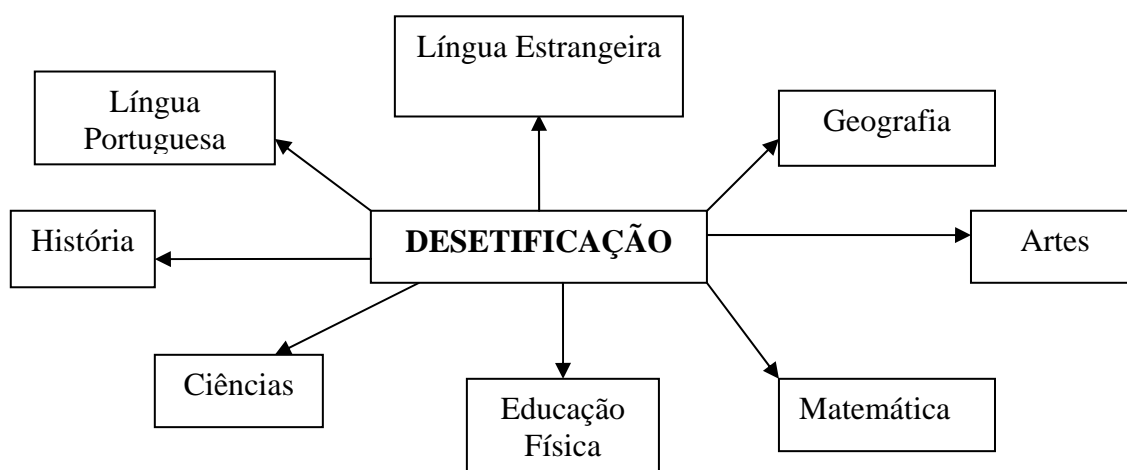 Língua Estrangeira
Língua
Portuguesa
Geografia
História
DESETIFICAÇÃO
Artes
Ciências
Educação
Física
Matemática